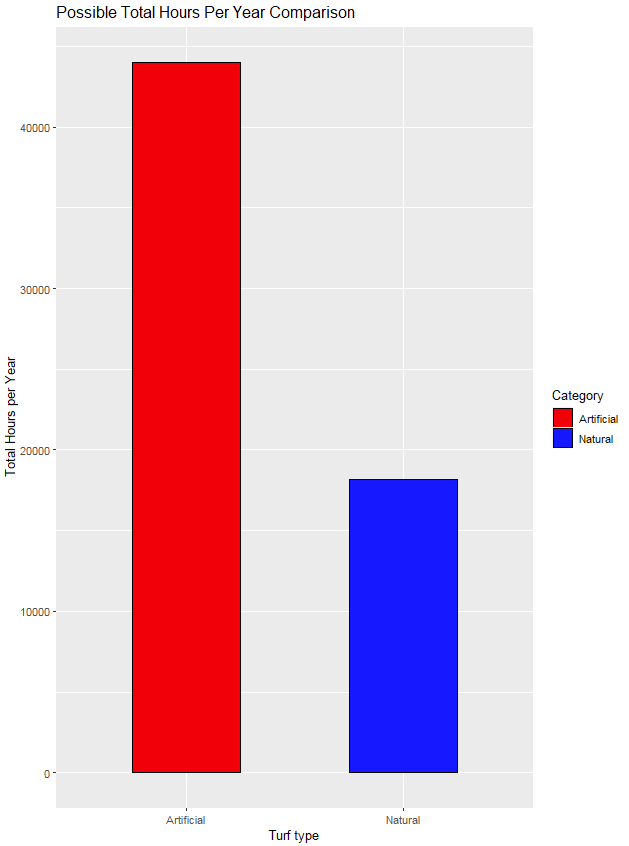 Possible Total Hours Per Year Comparison
Total Hours per Year
40000
30000
20000
10000
0
Artificial
Natural
Turf type
Category
Artificial
Natural